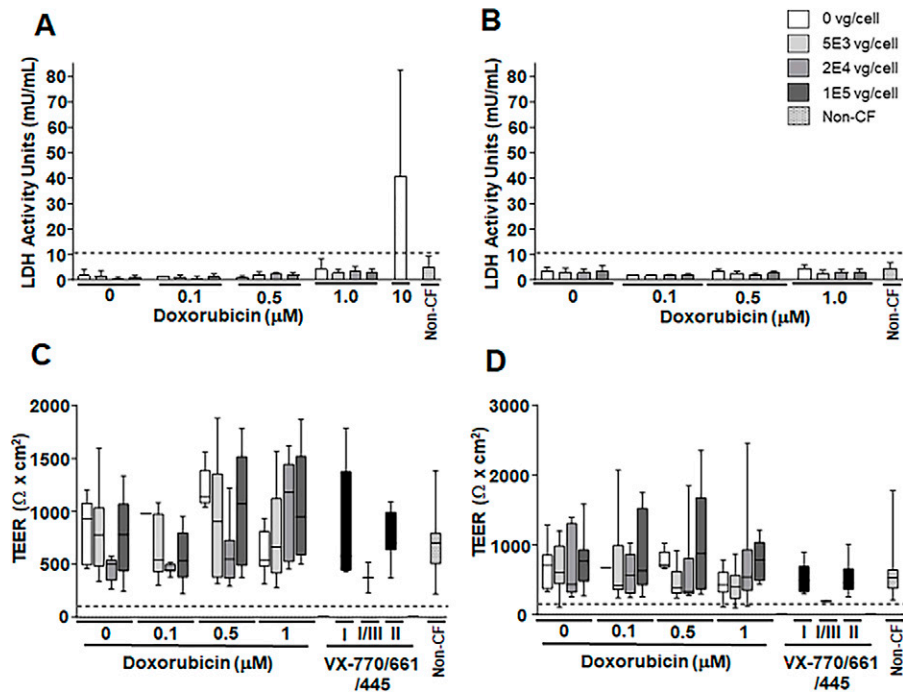 A
LDH Activity Units (mU/mL)
80
70
60
50
40
30
20
10
0
0
0.1
0.5
1.0
10
Non-CF
Doxorubicin (μM)
B
LDH Activity Units (mU/mL)
80
70
60
50
40
30
20
10
0
0
0.1
0.5
1.0
Non-CF
Doxorubicin (μM)
0 vg/cell
5E3 vg/cell
2E4 vg/cell
1E5 vg/cell
Non-CF
C
TEER (Ω x cm²)
2000
1500
1000
500
0
0
0.1
0.5
1
I
I/III
II
Non-CF
Doxorubicin (μM)
VX-770/661
/445
D
TEER (Ω x cm²)
3000
2000
1000
0
0
0.1
0.5
1
I
I/III
II
Non-CF
Doxorubicin (μM)
VX-770/661
/445